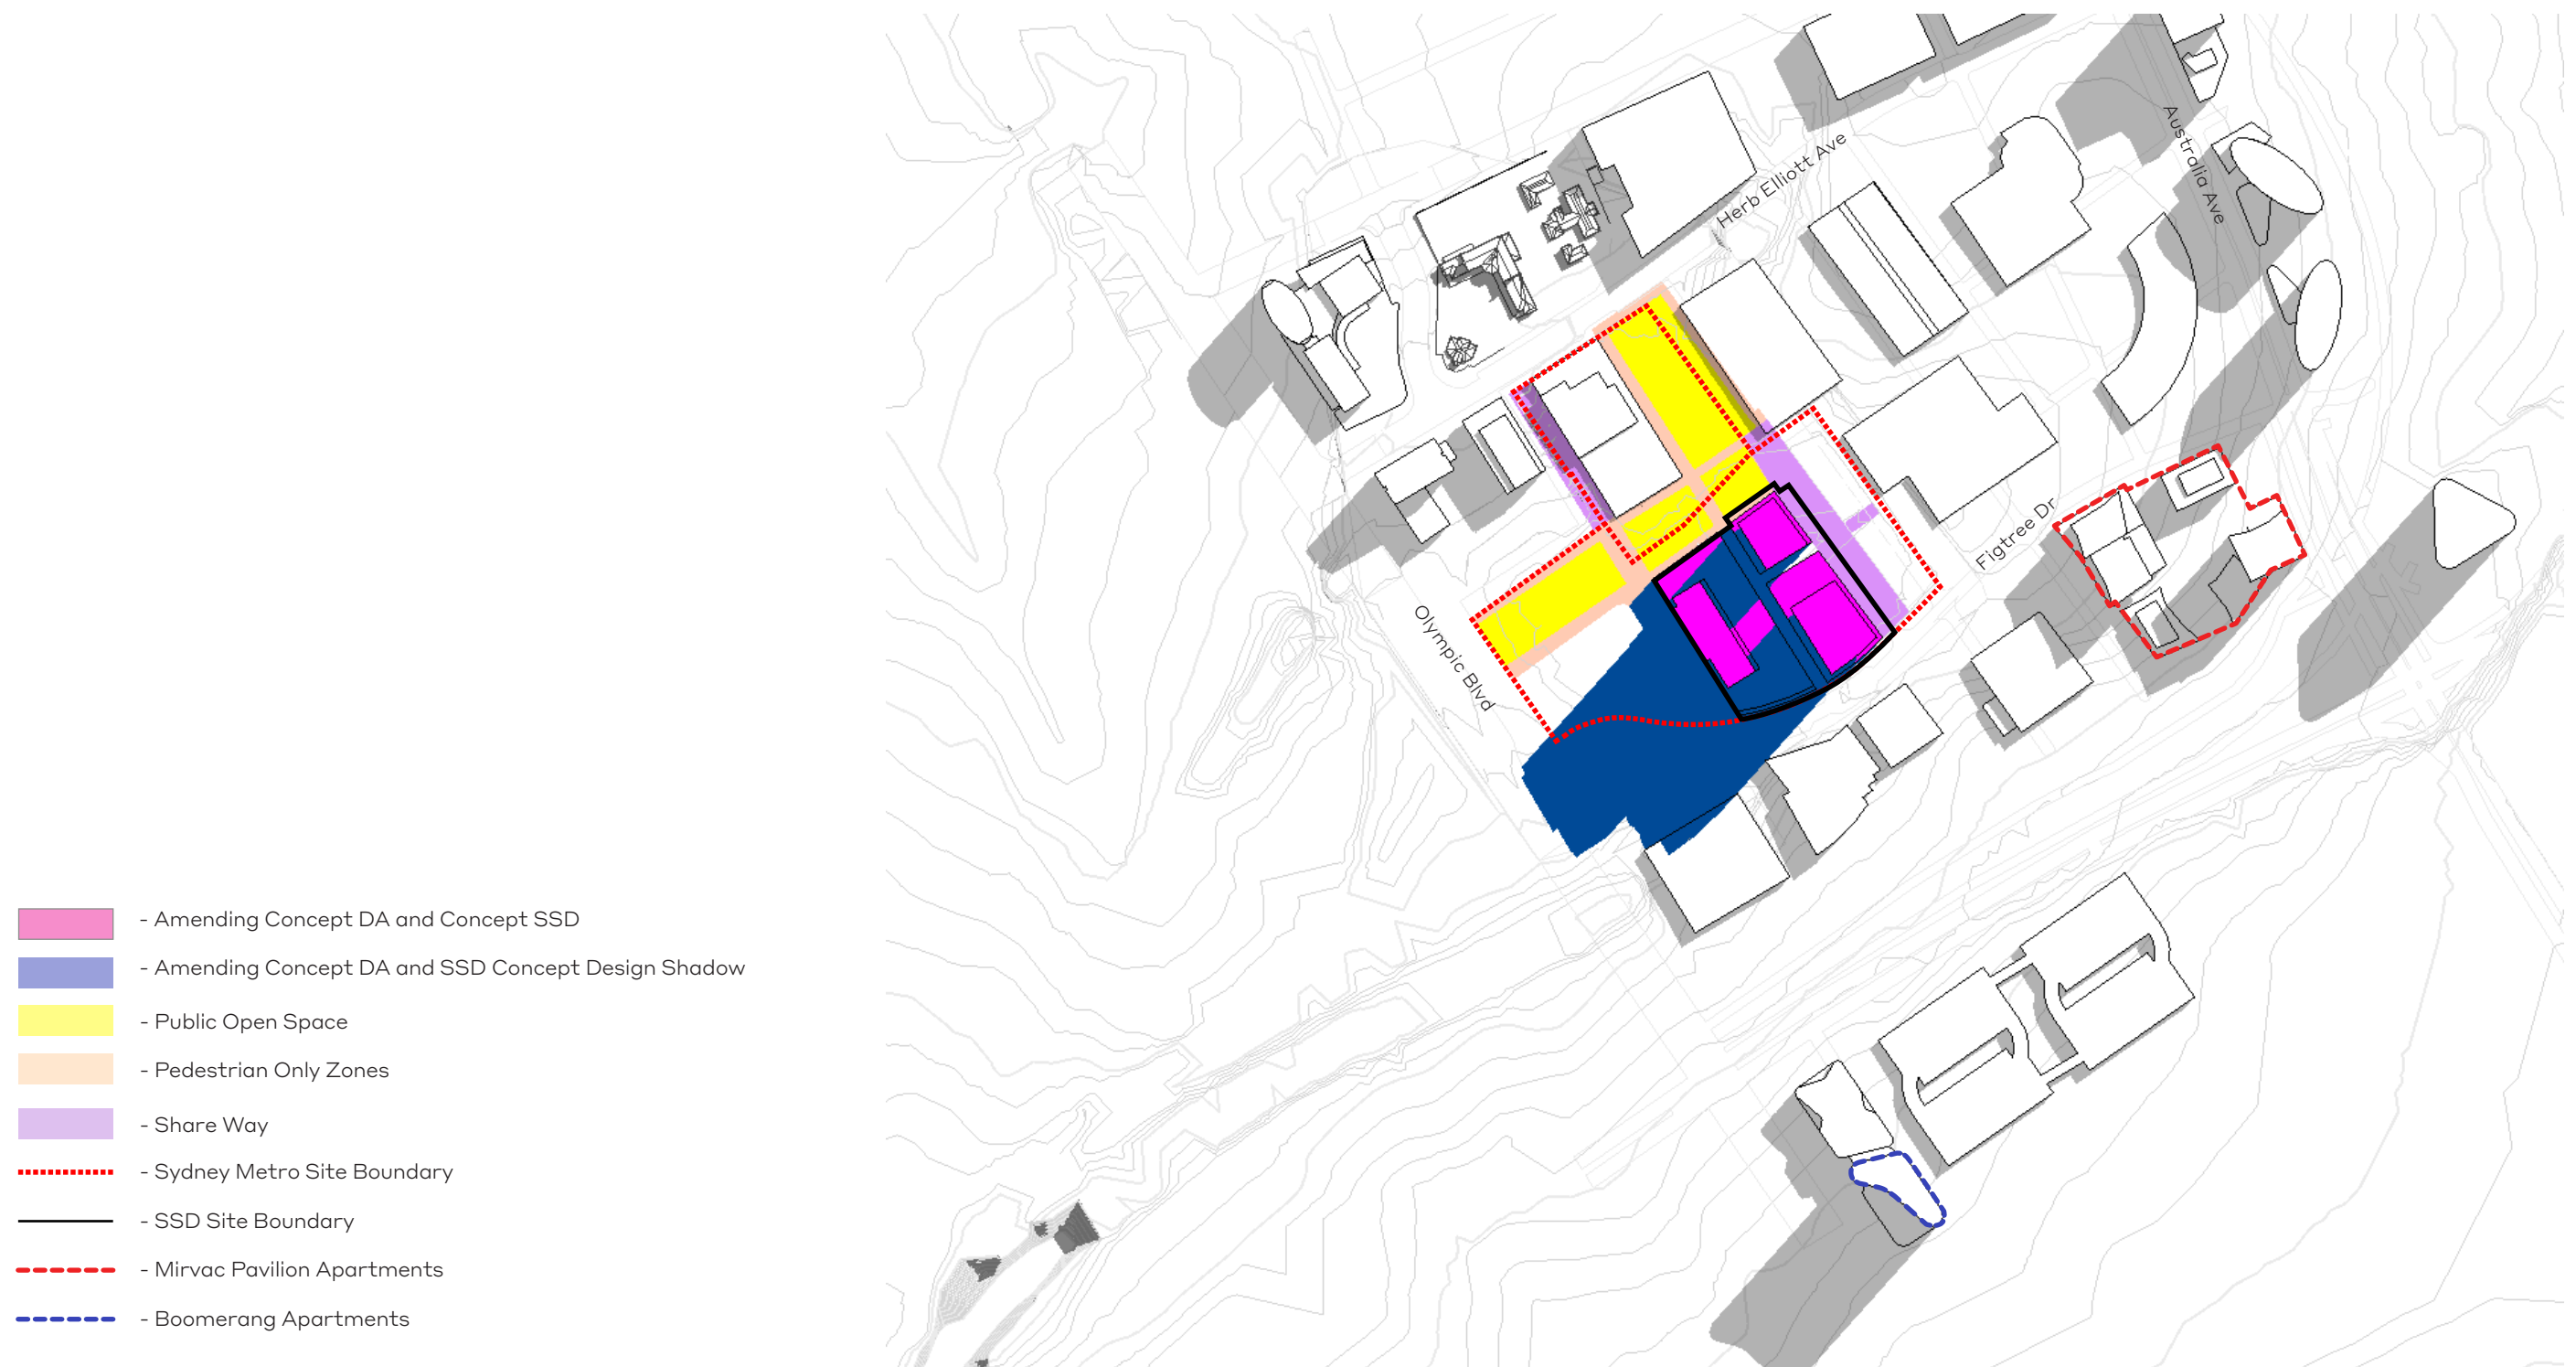 Herb Elliott Ave
Australia Ave
Figtree Dr
Olympic Blvd
- Amending Concept DA and Concept SSD
- Amending Concept DA and SSD Concept Design Shadow
- Public Open Space
- Pedestrian Only Zones
- Share Way
- Sydney Metro Site Boundary
- SSD Site Boundary
- Mirvac Pavilion Apartments
- Boomerang Apartments